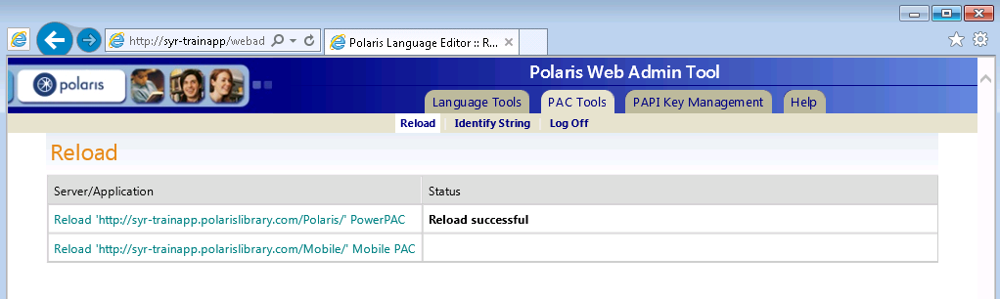 http://syr-trainapp/webad
Polaris Language Editor :: R...
polaris
Polaris Web Admin Tool
Language Tools PAC Tools PAPI Key Management Help
Reload Identify String Log Off
Reload
Server/Application Status
Reload 'http://syr-trainapp.polarislibrary.com/Polaris/' PowerPAC Reload successful
Reload 'http://syr-trainapp.polarislibrary.com/Mobile/' Mobile PAC